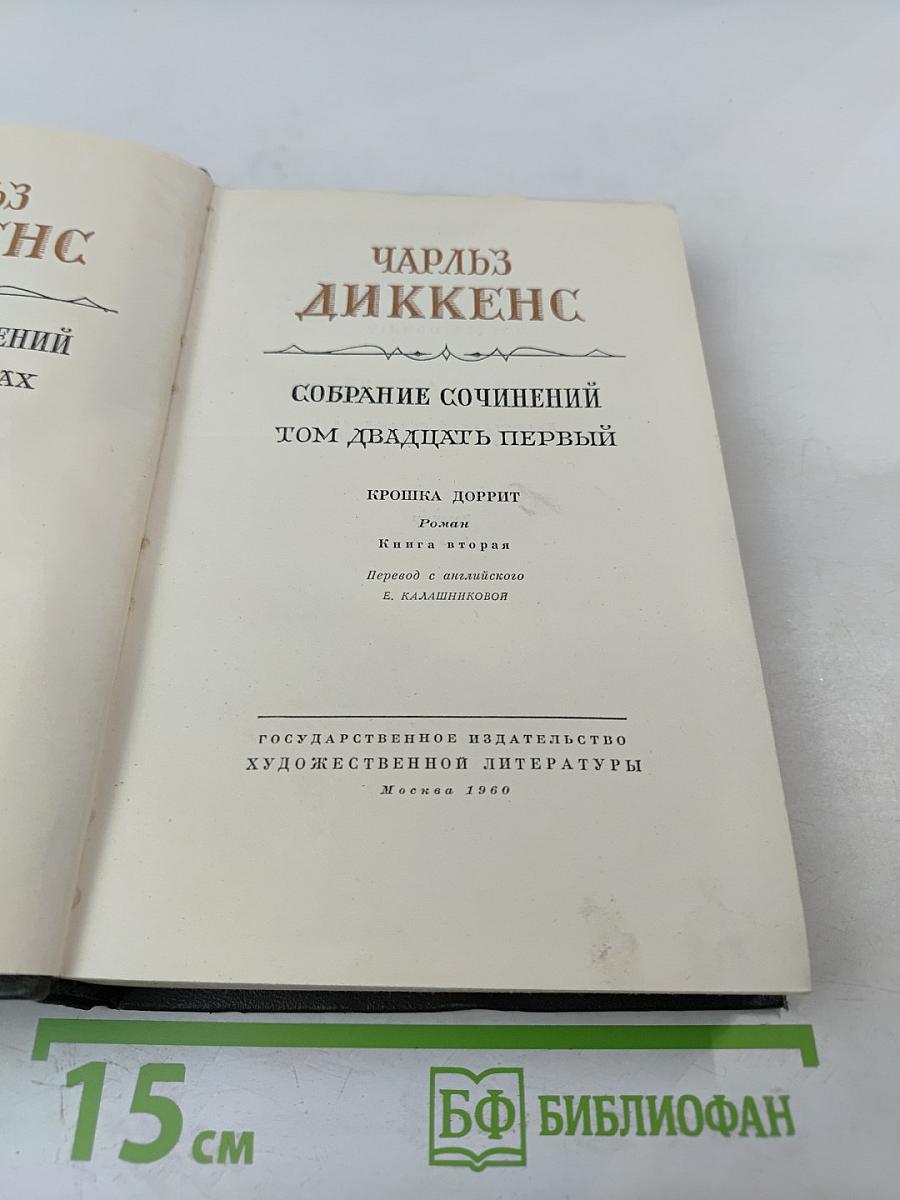 ЧАРЛЬЗ
ДИККЕНС
СОБРАНИЕ СОЧИНЕНИЙ
ТОМ ДВАДЦАТЬ ПЕРВЫЙ
КРОШКА ДОРРИТ
Роман
Книга вторая
Перевод с английского
Е. КАЛАШНИКОВОЙ
ГОСУДАРСТВЕННОЕ ИЗДАТЕЛЬСТВО
ХУДОЖЕСТВЕННОЙ ЛИТЕРАТУРЫ
Москва 1960
15 см
БФ БИБЛИОФАН